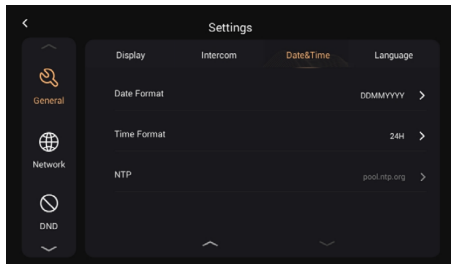 Settings
Display Intercom Date&Time Language
General
Date Format DDMMYYYY
Time Format 24H
Network
NTP pool.ntp.org
DND